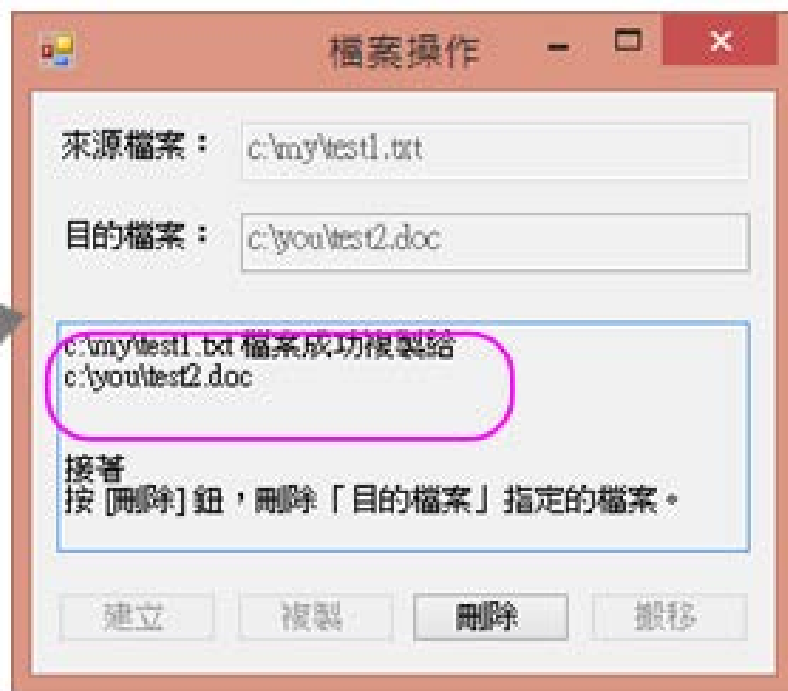 檔案操作
來源檔案： c:\my\test1.txt
目的檔案： c:\you\test2.doc
c:\my\test1.txt 檔案成功複製給
c:\you\test2.doc
接著
按 [刪除] 鈕，刪除「目的檔案」指定的檔案。
建立 複製 刪除 搬移